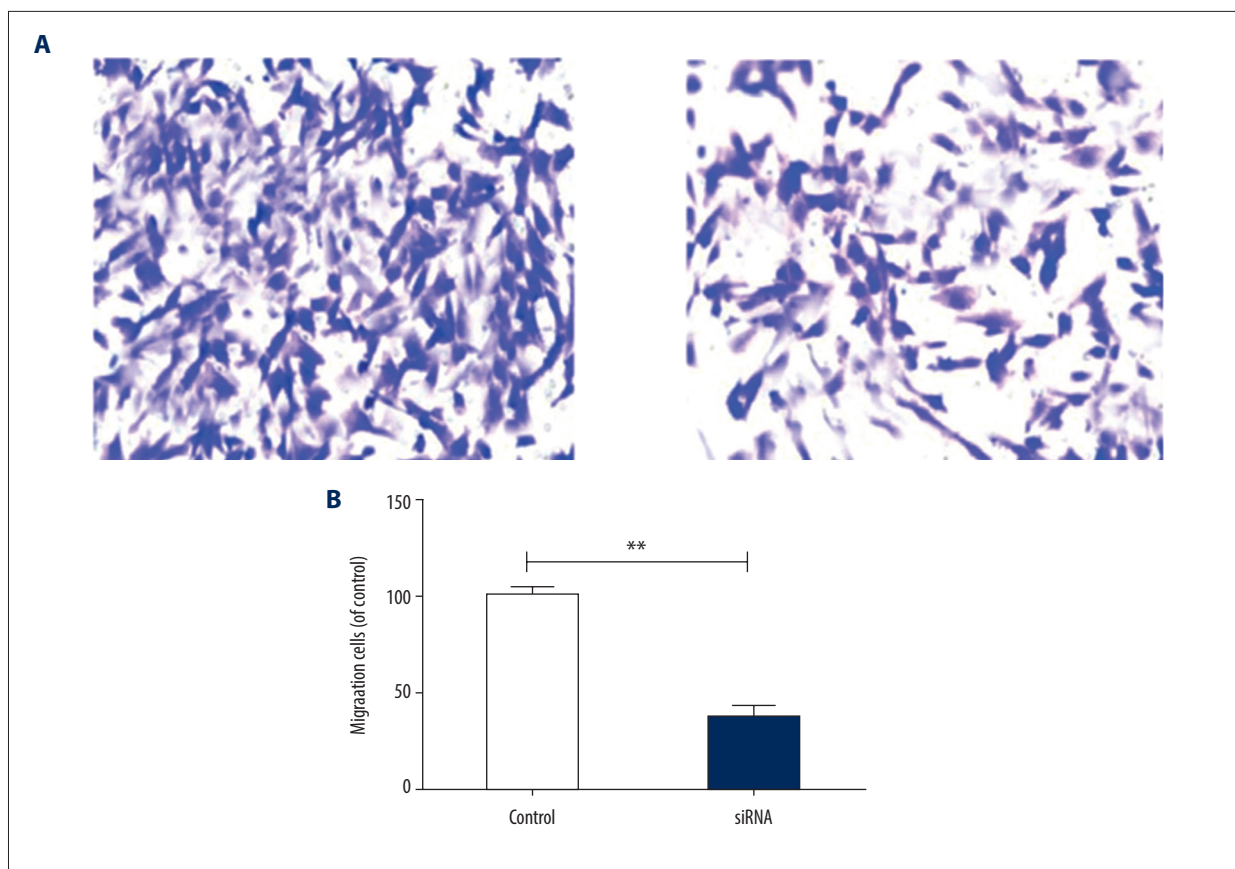 A
B
150
**
100
50
0
Migraation cells (of control)
Control
siRNA